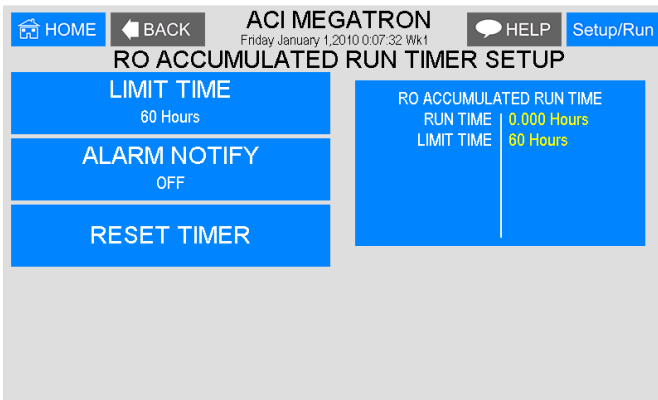 HOME
BACK
ACI MEGATRON
Friday January 1,2010 0:07:32 Wk1
HELP
Setup/Run
RO ACCUMULATED RUN TIMER SETUP
LIMIT TIME
60 Hours
ALARM NOTIFY
OFF
RESET TIMER
RO ACCUMULATED RUN TIME
RUN TIME 0.000 Hours
LIMIT TIME 60 Hours